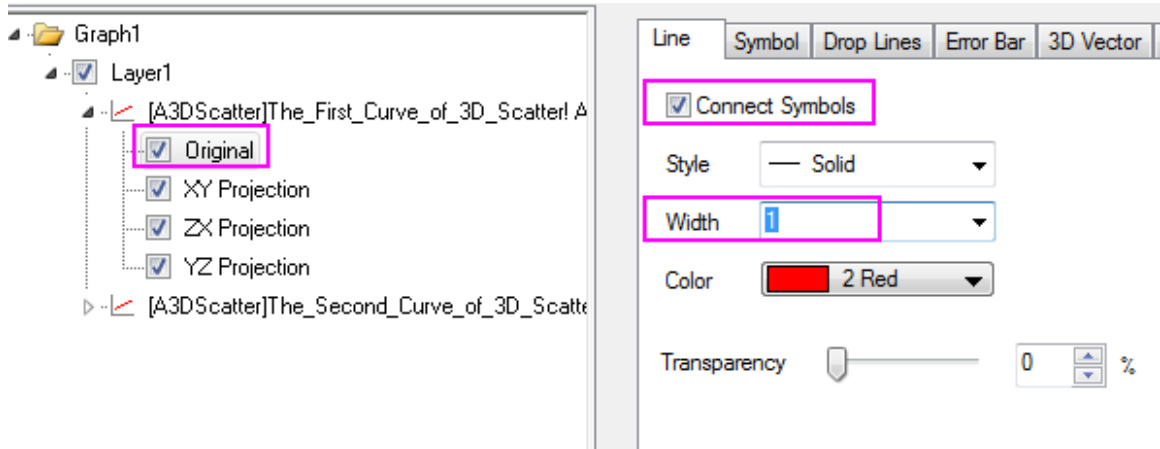 Graph1
Layer1
[A3DScatter]The_First_Curve_of_3D_Scatter! A
Original
XY Projection
ZX Projection
YZ Projection
[A3DScatter]The_Second_Curve_of_3D_Scatte
Line Symbol Drop Lines Error Bar 3D Vector
Connect Symbols
Style Solid
Width 1
Color 2 Red
Transparency 0 %